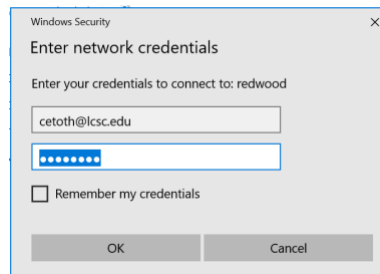 Windows Security
Enter network credentials
Enter your credentials to connect to: redwood
cetoth@lcsc.edu
••••••••
Remember my credentials
OK
Cancel